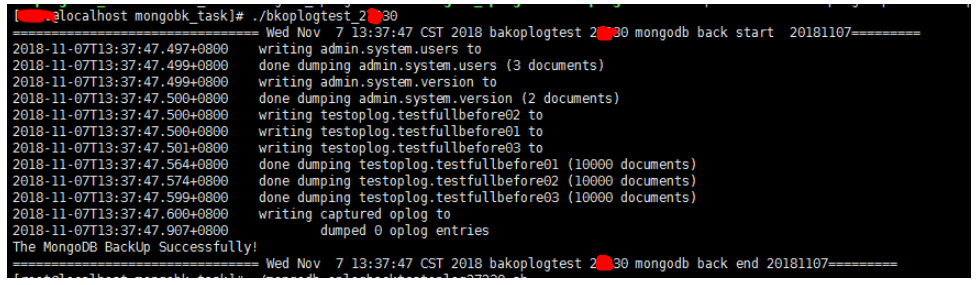 [ localhost mongobk_task]# ./bkoplogtest_2 30
================================ Wed Nov  7 13:37:47 CST 2018 bakoplogtest 2 30 mongodb back start  20181107=========
2018-11-07T13:37:47.497+0800    writing admin.system.users to
2018-11-07T13:37:47.499+0800    done dumping admin.system.users (3 documents)
2018-11-07T13:37:47.499+0800    writing admin.system.version to
2018-11-07T13:37:47.500+0800    done dumping admin.system.version (2 documents)
2018-11-07T13:37:47.500+0800    writing testoplog.testfullbefore02 to
2018-11-07T13:37:47.500+0800    writing testoplog.testfullbefore01 to
2018-11-07T13:37:47.501+0800    writing testoplog.testfullbefore03 to
2018-11-07T13:37:47.564+0800    done dumping testoplog.testfullbefore01 (10000 documents)
2018-11-07T13:37:47.574+0800    done dumping testoplog.testfullbefore02 (10000 documents)
2018-11-07T13:37:47.599+0800    done dumping testoplog.testfullbefore03 (10000 documents)
2018-11-07T13:37:47.600+0800    writing captured oplog to
2018-11-07T13:37:47.907+0800            dumped 0 oplog entries
The MongoDB BackUp Successfully!
================================ Wed Nov  7 13:37:47 CST 2018 bakoplogtest 2 30 mongodb back end 20181107=========